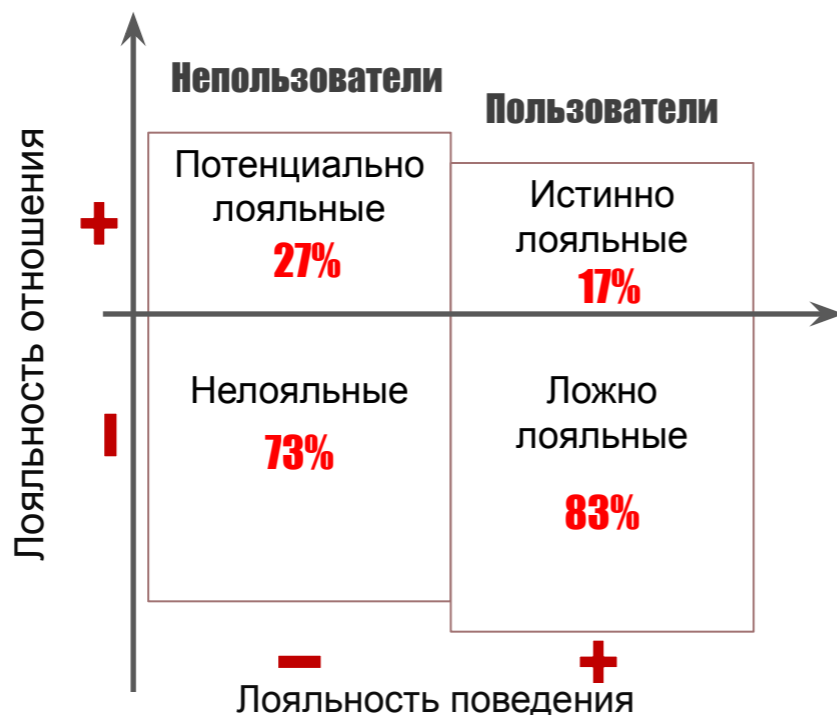 Непользователи
Пользователи
Лояльность отношения
+
Потенциально
лояльные
27%
Истинно
лояльные
17%
–
Нелояльные
73%
Ложно
лояльные
83%
–
+
Лояльность поведения